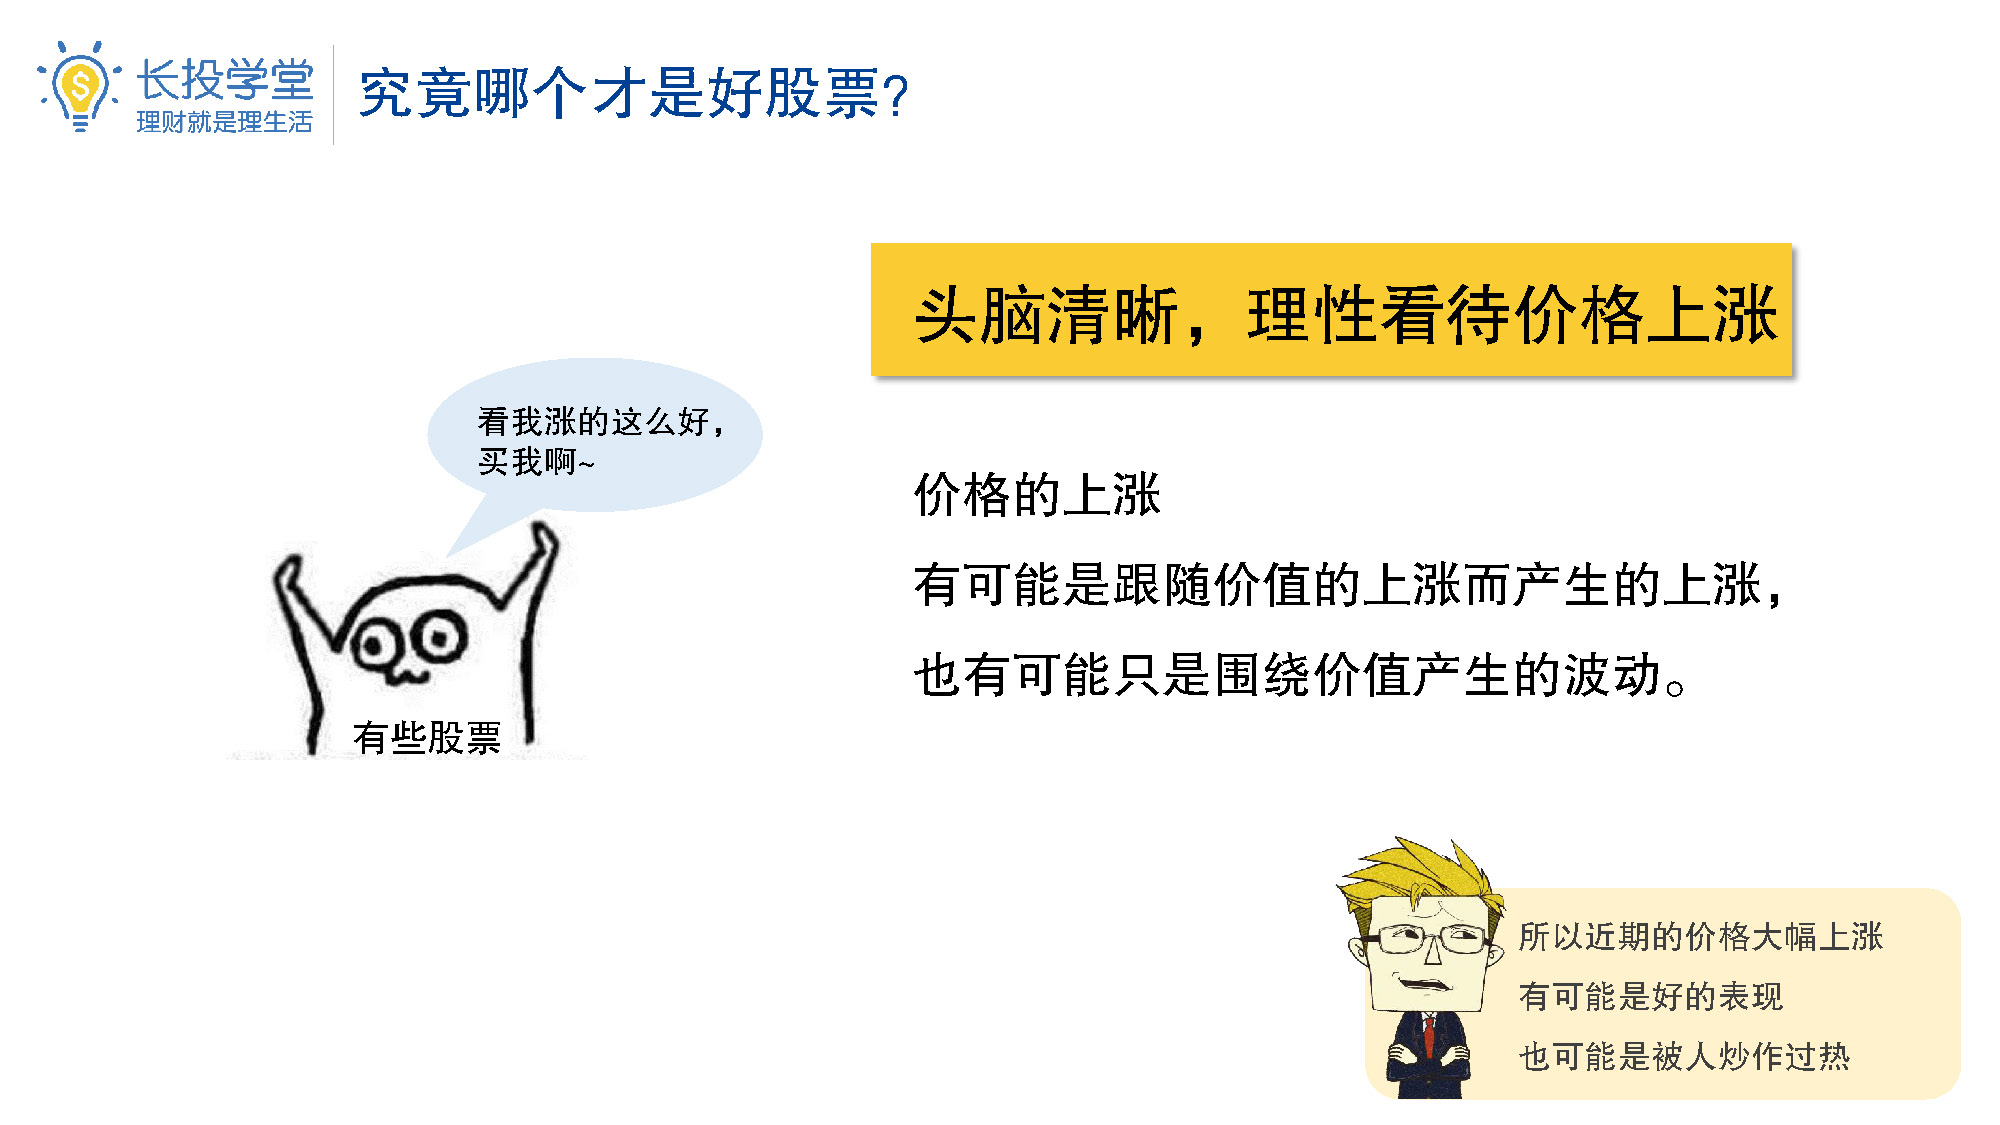 长投学堂
理财就是理生活
究竟哪个才是好股票?
头脑清晰，理性看待价格上涨
看我涨的这么好，
买我啊~
有些股票
价格的上涨
有可能是跟随价值的上涨而产生的上涨，
也有可能只是围绕价值产生的波动。
所以近期的价格大幅上涨
有可能是好的表现
也可能是被人炒作过热